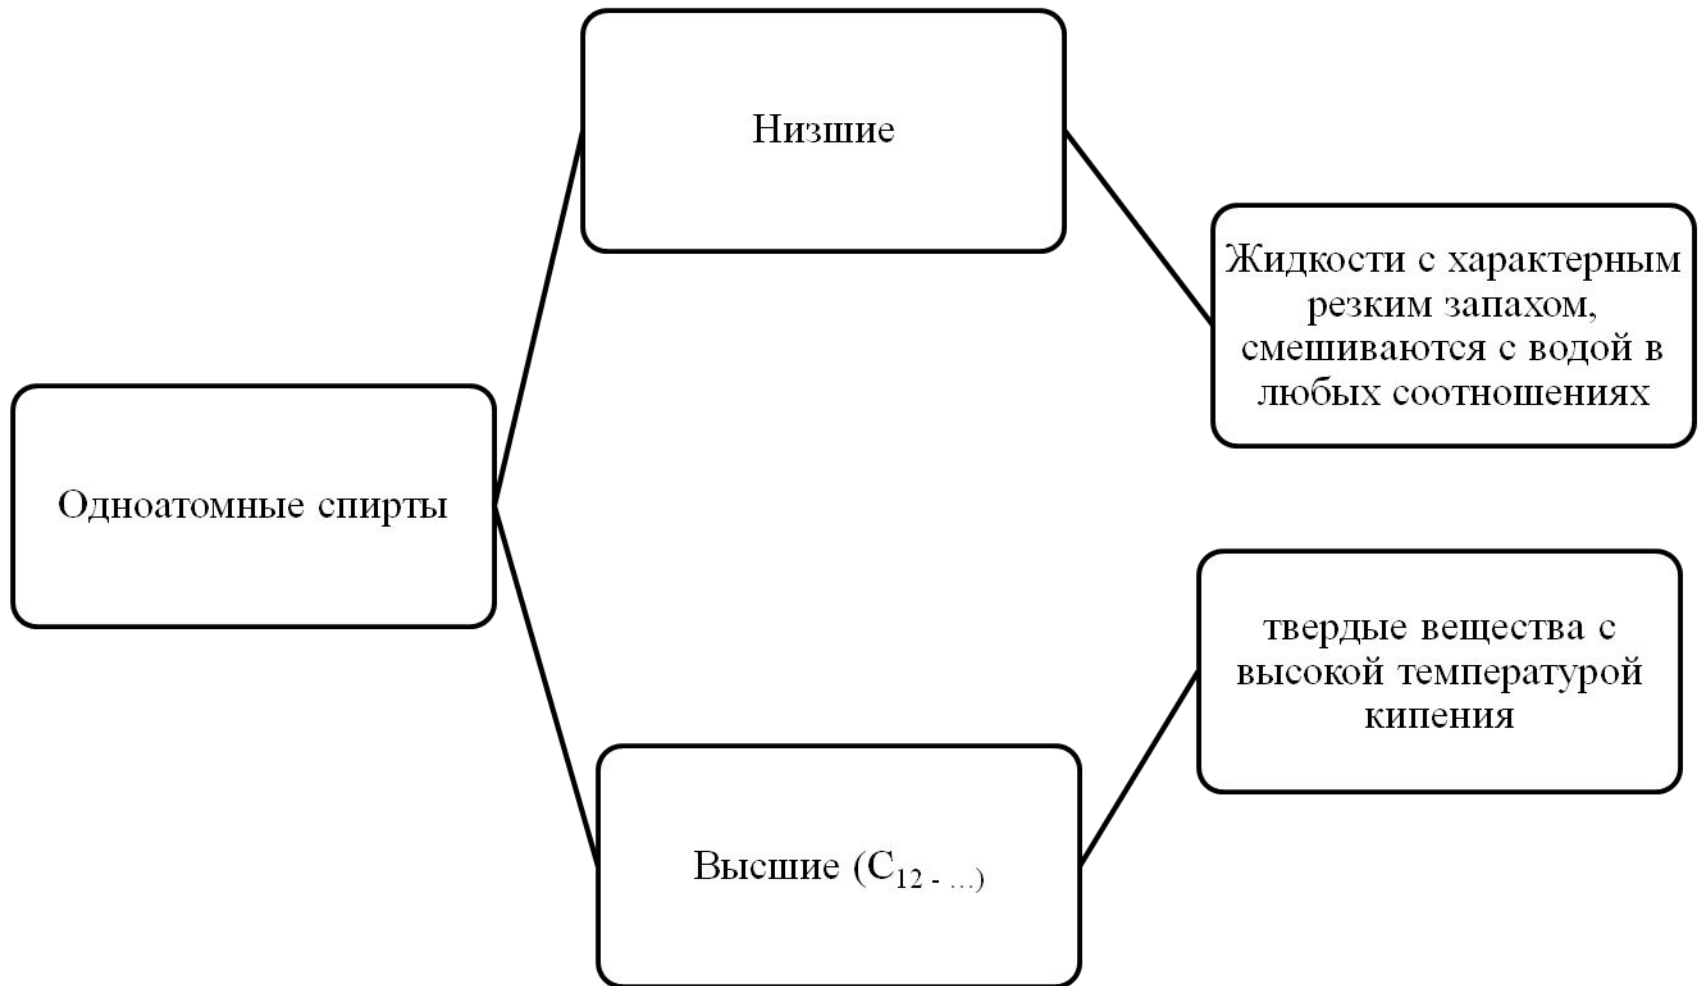 Низшие
Жидкости с характерным
резким запахом,
смешиваются с водой в
любых соотношениях
Одноатомные спирты
твердые вещества с
высокой температурой
кипения
Высшие (C₁₂ - ...)